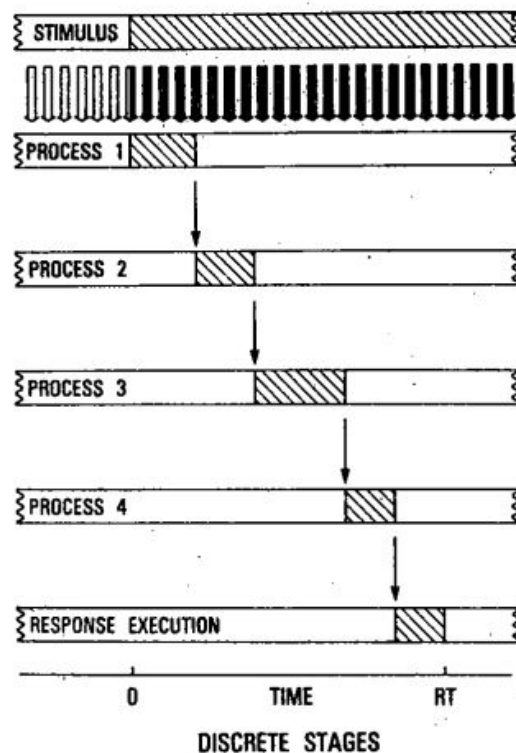 STIMULUS
PROCESS 1
PROCESS 2
PROCESS 3
PROCESS 4
RESPONSE EXECUTION
0 TIME RT
DISCRETE STAGES